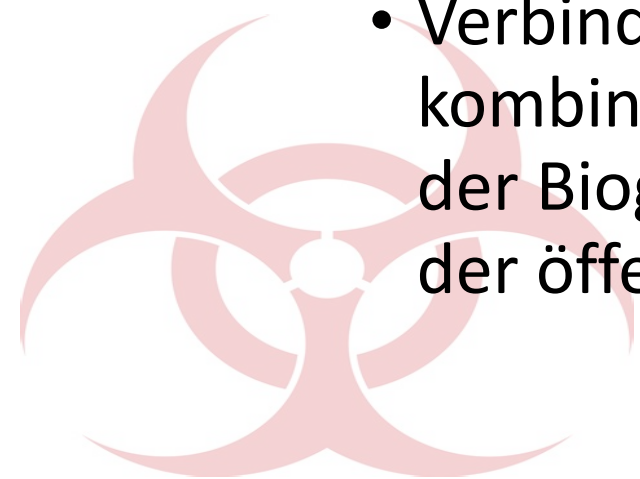 • Verbind
kombin
der Biog
der öffe